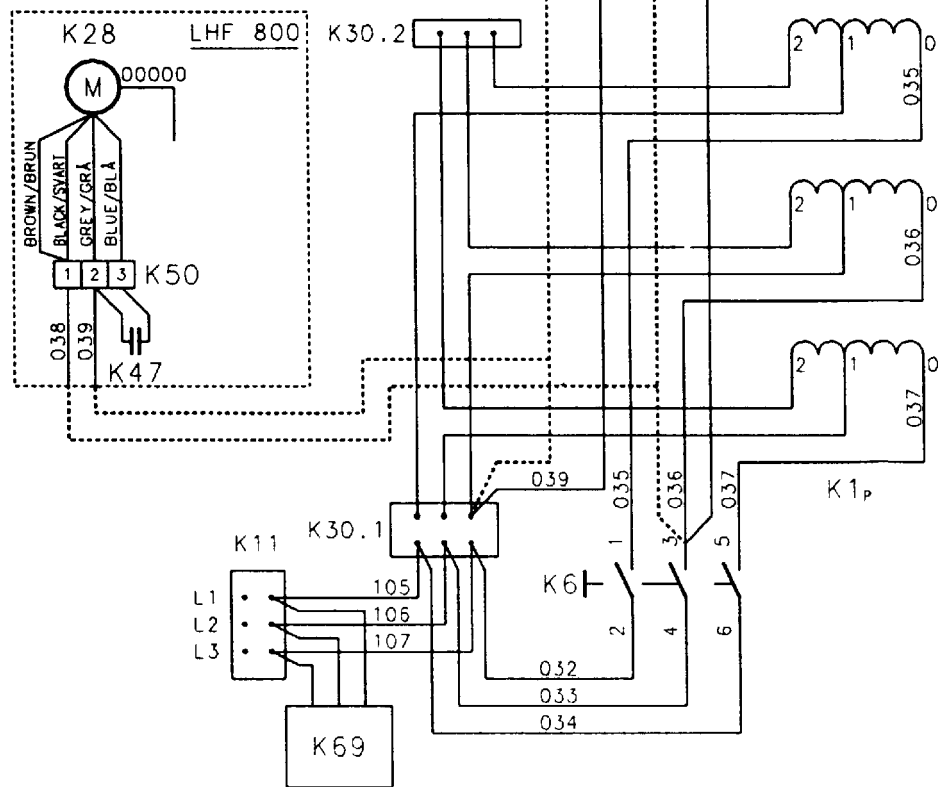 K28
LHF 800
K30.2
M
00000
BROWN/BRUN
BLACK/SVART
GREY/GRÅ
BLUE/BLÅ
1 2 3
K50
038
039
K47
2 1 0
035
2 1 0
036
2 1 0
037
K1P
039
035
036
037
K30.1
K11
L1
L2
L3
105
106
107
K6
1 3 5
2 4 6
032
033
034
K69